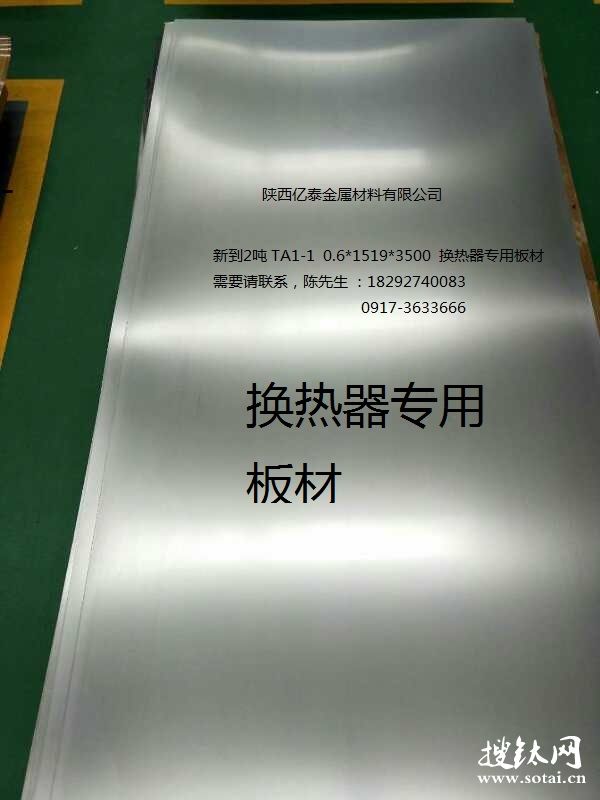 陕西亿泰金属材料有限公司
新到2吨 TA1-1 0.6*1519*3500 换热器专用板材
需要请联系，陈先生 ：18292740083
0917-3633666
换热器专用
板材
搜钛网
www.sotai.cn